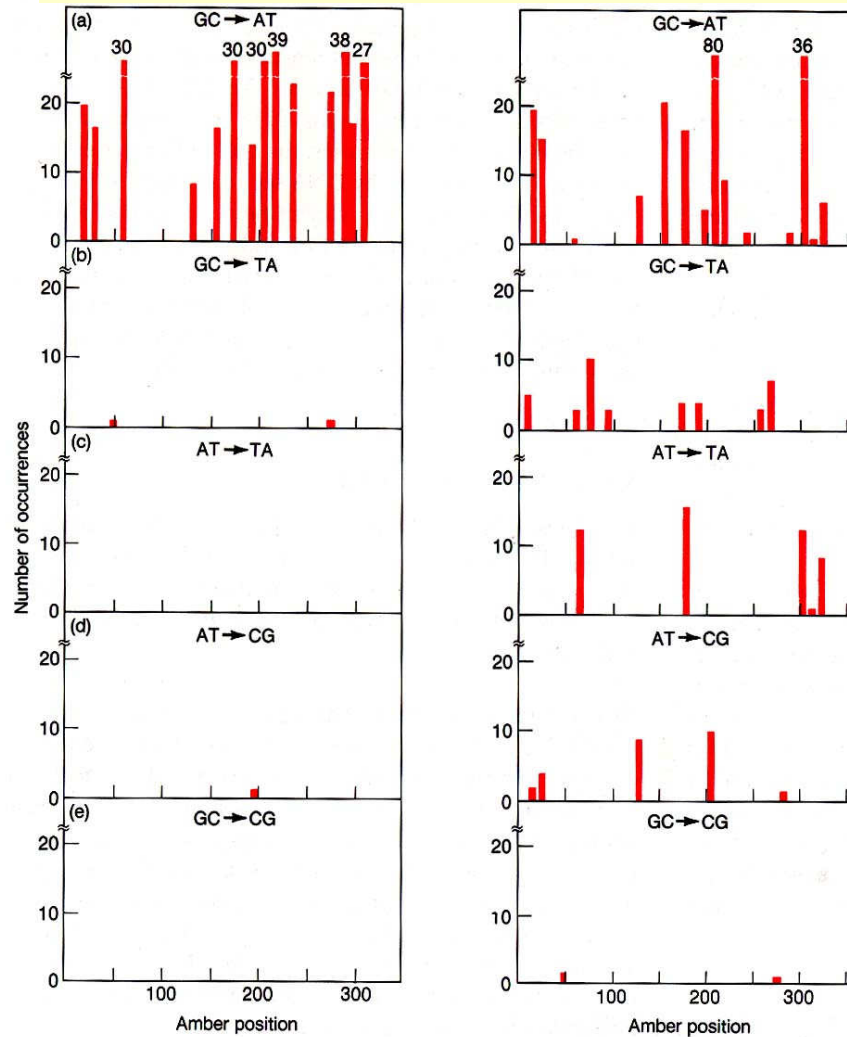 (a) GC → AT
30 30 30 39 38 27
20
10
0
(b) GC → TA
20
10
0
(c) AT → TA
20
10
0
(d) AT → CG
20
10
0
(e) GC → CG
20
10
0
100 200 300
Amber position
Number of occurrences
GC → AT
80 36
20
10
0
GC → TA
20
10
0
AT → TA
20
10
0
AT → CG
20
10
0
GC → CG
20
10
0
100 200 300
Amber position